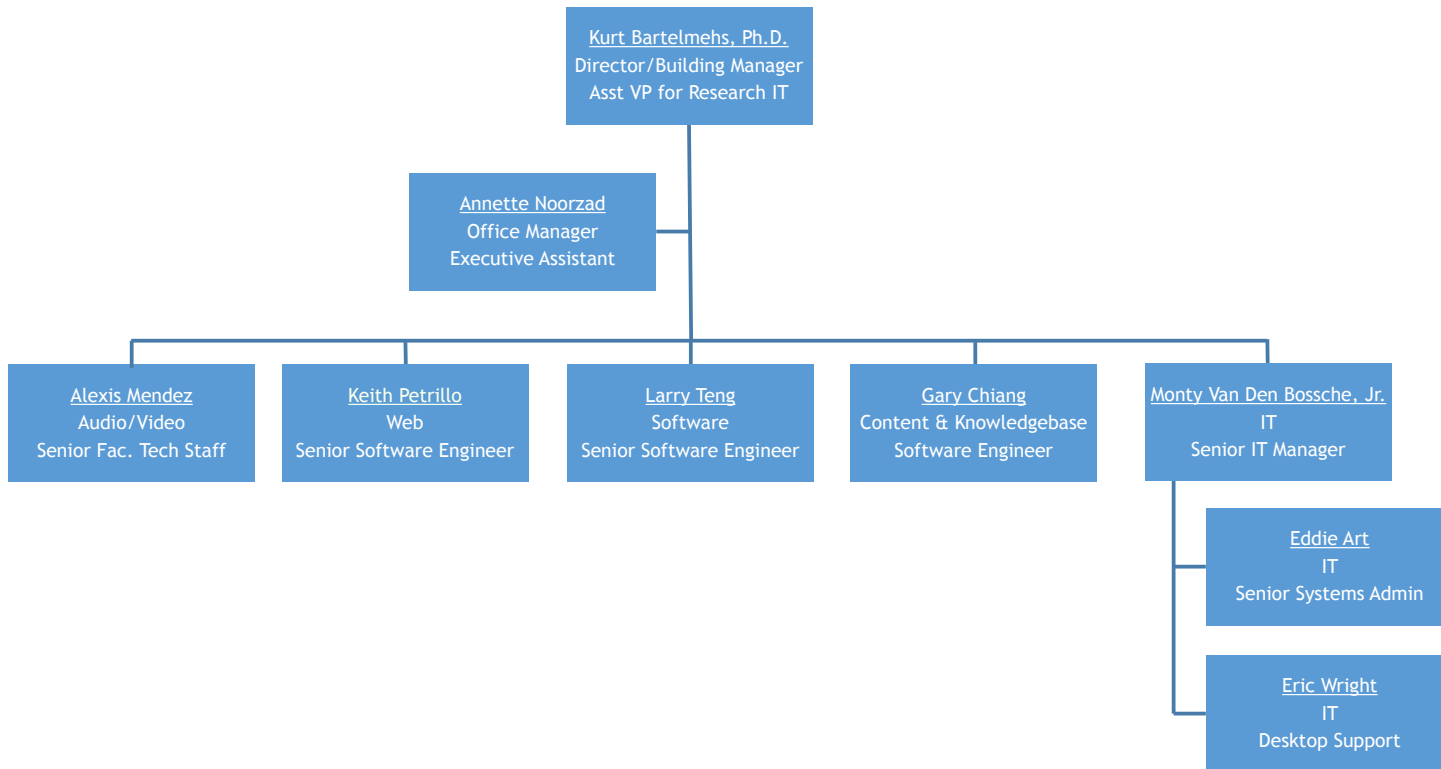 Kurt Bartelmehs, Ph.D.
Director/Building Manager
Asst VP for Research IT
Annette Noorzad
Office Manager
Executive Assistant
Alexis Mendez
Audio/Video
Senior Fac. Tech Staff
Keith Petrillo
Web
Senior Software Engineer
Larry Teng
Software
Senior Software Engineer
Gary Chiang
Content & Knowledgebase
Software Engineer
Monty Van Den Bossche, Jr.
IT
Senior IT Manager
Eddie Art
IT
Senior Systems Admin
Eric Wright
IT
Desktop Support